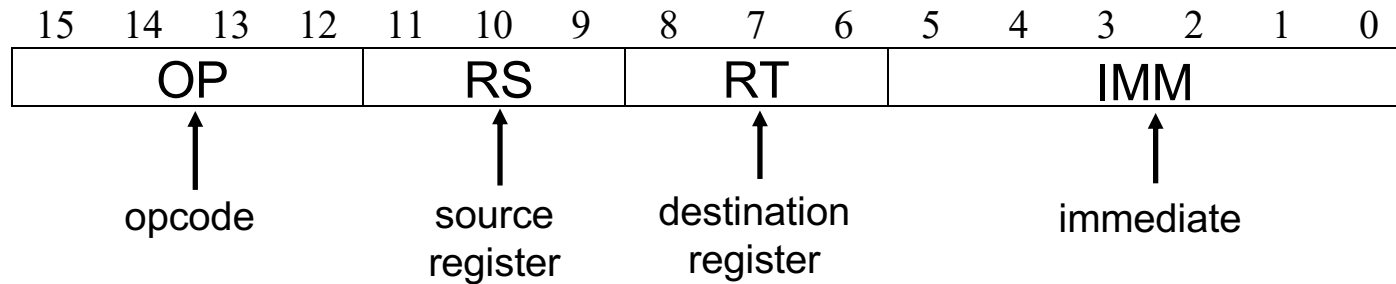 15 14 13 12 11 10 9 8 7 6 5 4 3 2 1 0
OP RS RT IMM
opcode source register destination register immediate